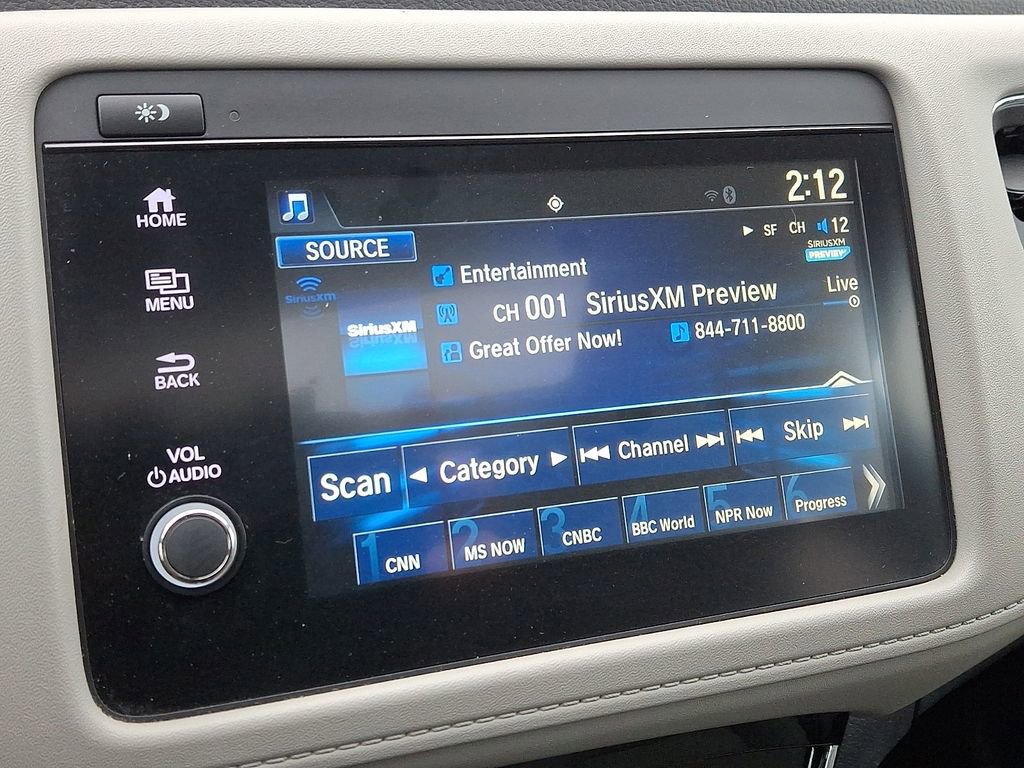 HOME
MENU
BACK
VOL
AUDIO
2:12
SOURCE
SF CH 12
SIRIUSXM
PREVIEW
SiriusXM
SiriusXM
Entertainment
CH 001 SiriusXM Preview
Live
Great Offer Now! 844-711-8800
Scan Category Channel Skip
1 CNN
2 MS NOW
3 CNBC
4 BBC World
5 NPR Now
6 Progress